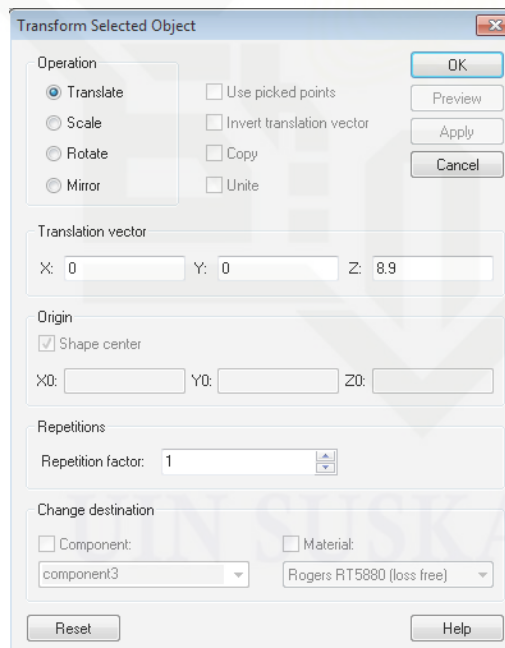 Transform Selected Object
Operation
Translate
Scale
Rotate
Mirror
Use picked points
Invert translation vector
Copy
Unite
OK
Preview
Apply
Cancel
Translation vector
X: 0 Y: 0 Z: 8.9
Origin
Shape center
X0: Y0: Z0:
Repetitions
Repetition factor: 1
Change destination
Component: Material:
component3 Rogers RT5880 (loss free)
UIN SUSKA
Reset Help